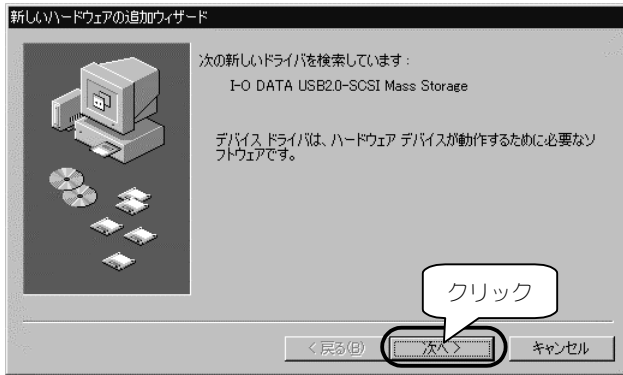 新しいハードウェアの追加ウィザード
次の新しいドライバを検索しています：
I-O DATA USB2.0-SCSI Mass Storage
デバイス ドライバは、ハードウェア デバイスが動作するために必要なソ
フトウェアです。
クリック
< 戻る(B)
次へ >
キャンセル